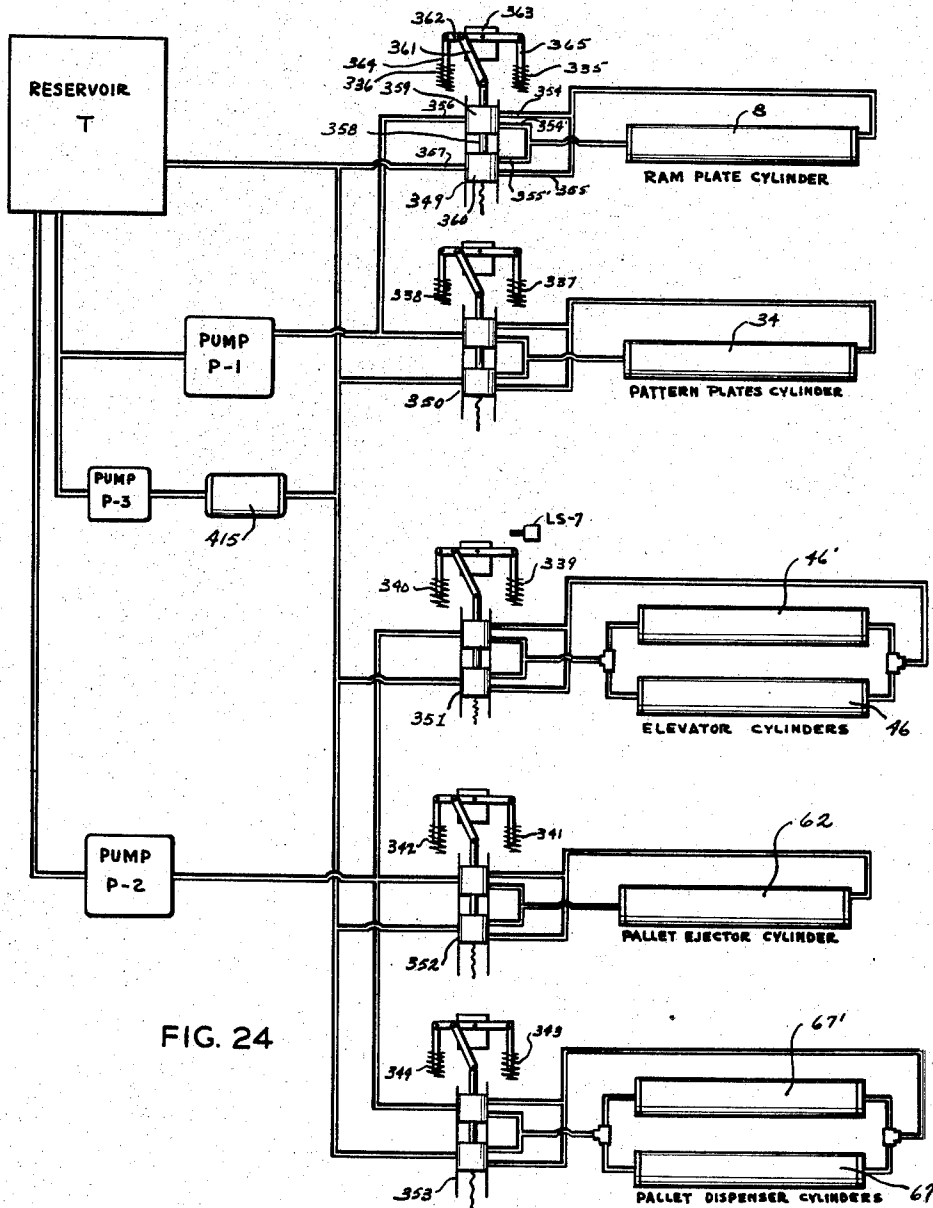 RESERVOIR
T
362
363
361
364
365
336
335
359
354
356
354'
358
357
355'
355
349
360
8
RAM PLATE CYLINDER
338
337
PUMP
P-1
350
34
PATTERN PLATES CYLINDER
PUMP
P-3
415
LS-7
340
339
46'
351
46
ELEVATOR CYLINDERS
342
341
62
PUMP
P-2
PALLET EJECTOR CYLINDER
352
FIG. 24
344
343
67'
353
67
PALLET DISPENSER CYLINDERS